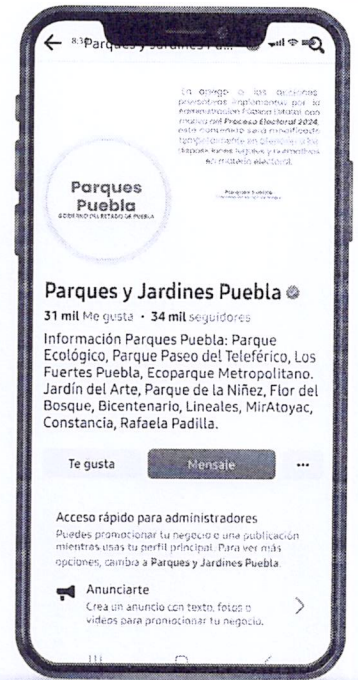 8:30
Parques y Jardines Pu...
En apego a las acciones
preventivas implementadas por la
Administración Pública Estatal con
motivo del Proceso Electoral 2024,
este contenido será modificado
temporalmente en atención a las
disposiciones legales y normativas
en materia electoral.
Parques
Puebla
GOBIERNO DEL ESTADO DE PUEBLA
Parques y Jardines Puebla
31 mil Me gusta • 34 mil seguidores
Información Parques Puebla: Parque
Ecológico, Parque Paseo del Teleférico, Los
Fuertes Puebla, Ecoparque Metropolitano.
Jardín del Arte, Parque de la Niñez, Flor del
Bosque, Bicentenario, Lineales, MirAtoyac,
Constancia, Rafaela Padilla.
Te gusta
Mensaje
Acceso rápido para administradores
Puedes promocionar tu negocio o una publicación
mientras usas tu perfil principal. Para ver más
opciones, cambia a Parques y Jardines Puebla.
Anunciarte
Crea un anuncio con texto, fotos o
videos para promocionar tu negocio.